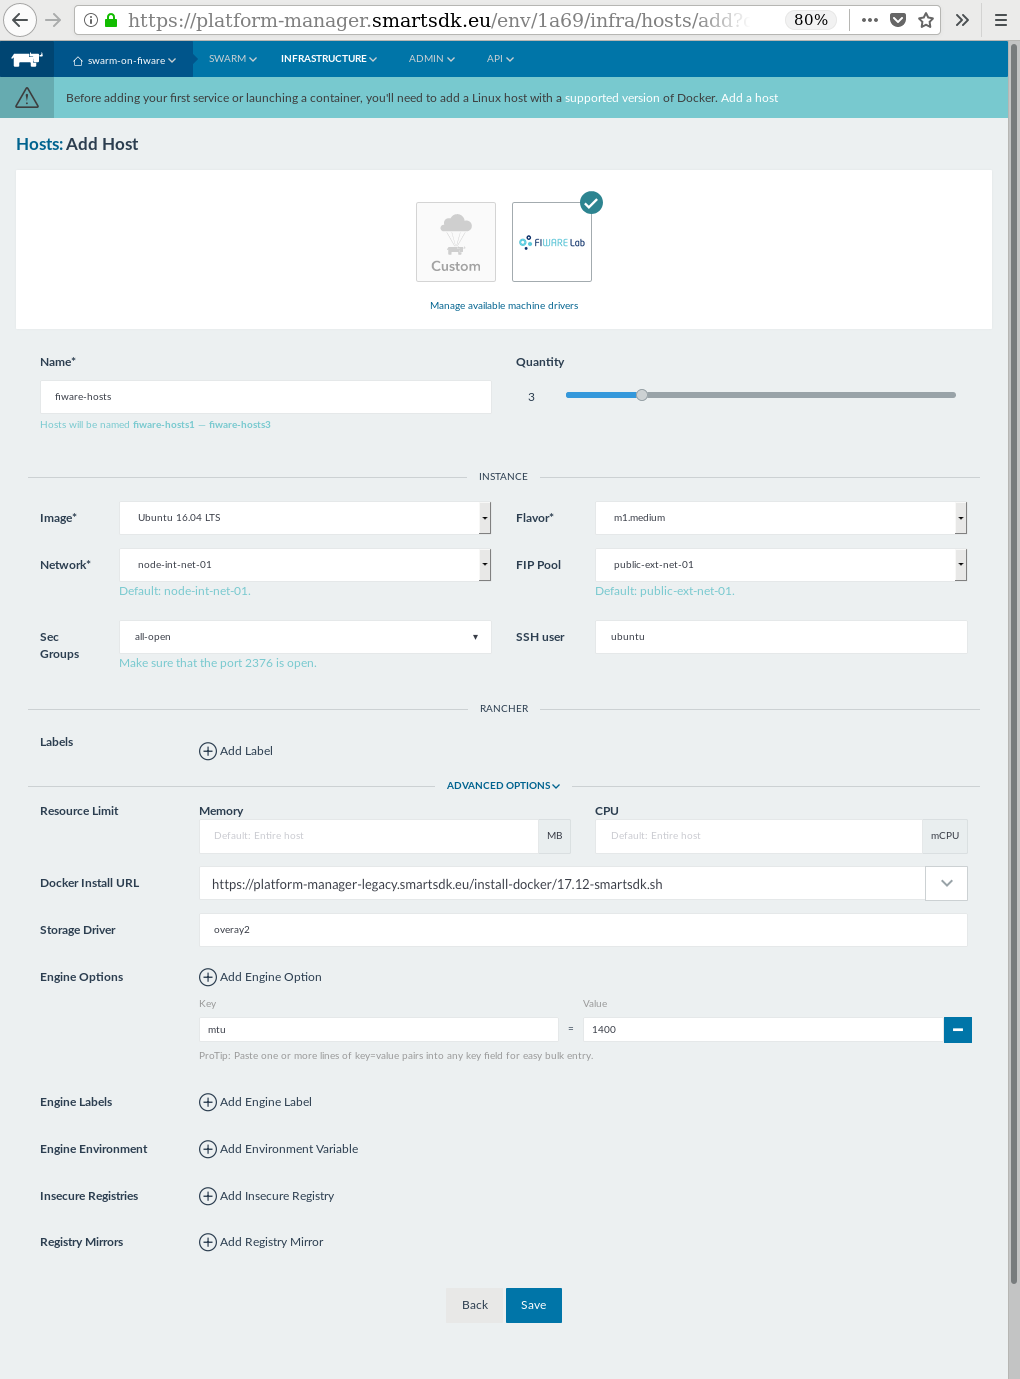 https://platform-manager.smartsdk.eu/env/1a69/infra/hosts/add? 80%
swarm-on-fiware SWARM INFRASTRUCTURE ADMIN API
Before adding your first service or launching a container, you'll need to add a Linux host with a supported version of Docker. Add a host
Hosts: Add Host
Custom FIWARE Lab
Manage available machine drivers
Name* Quantity
fiware-hosts 3
Hosts will be named fiware-hosts1 — fiware-hosts3
INSTANCE
Image* Ubuntu 16.04 LTS Flavor* m1.medium
Network* node-int-net-01 FIP Pool public-ext-net-01
Default: node-int-net-01. Default: public-ext-net-01.
Sec Groups all-open SSH user ubuntu
Make sure that the port 2376 is open.
RANCHER
Labels Add Label
ADVANCED OPTIONS
Resource Limit Memory CPU
Default: Entire host MB Default: Entire host mCPU
Docker Install URL https://platform-manager-legacy.smartsdk.eu/install-docker/17.12-smartsdk.sh
Storage Driver overay2
Engine Options Add Engine Option
Key Value
mtu = 1400
ProTip: Paste one or more lines of key=value pairs into any key field for easy bulk entry.
Engine Labels Add Engine Label
Engine Environment Add Environment Variable
Insecure Registries Add Insecure Registry
Registry Mirrors Add Registry Mirror
Back Save